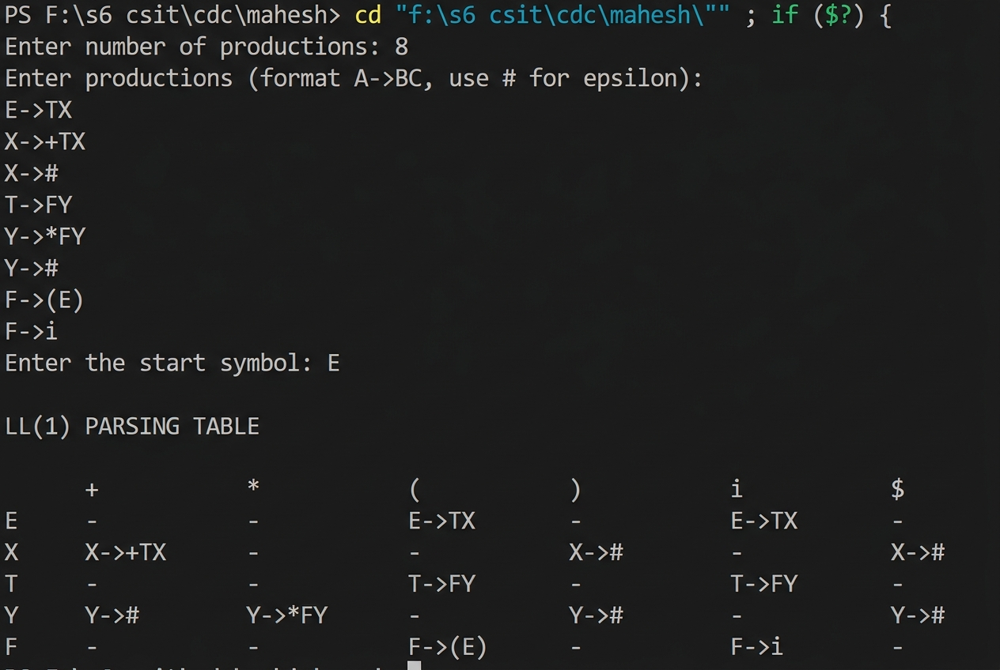 PS F:\s6 csit\cdc\mahesh> cd "f:\s6 csit\cdc\mahesh\"" ; if ($?) {
Enter number of productions: 8
Enter productions (format A->BC, use # for epsilon):
E->TX
X->+TX
X->#
T->FY
Y->*FY
Y->#
F->(E)
F->i
Enter the start symbol: E
LL(1) PARSING TABLE
+ * ( ) i $
E - - E->TX - E->TX -
X X->+TX - - X-># - X->#
T - - T->FY - T->FY -
Y Y-># Y->*FY - Y-># - Y->#
F - - F->(E) - F->i -